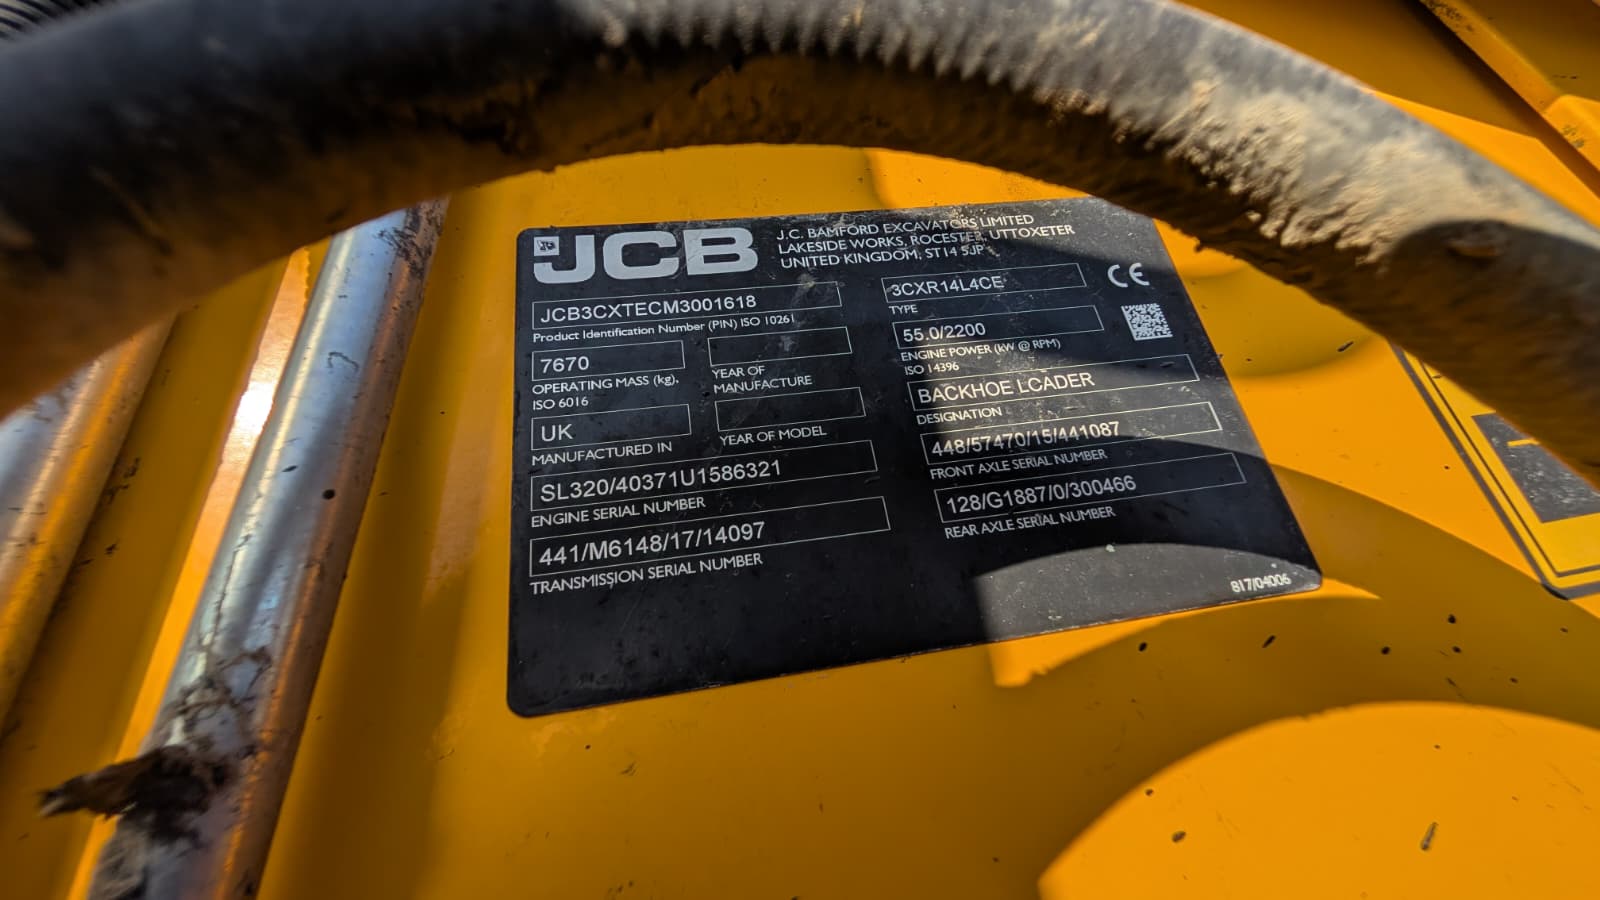 JCB
J.C. BAMFORD EXCAVATORS LIMITED
LAKESIDE WORKS, ROCESTER, UTTOXETER
UNITED KINGDOM, ST14 5JP
JCB3CXTECM3001618
Product Identification Number (PIN) ISO 10261
7670
OPERATING MASS (kg),
ISO 6016
YEAR OF
MANUFACTURE
UK
MANUFACTURED IN
YEAR OF MODEL
SL320/40371U1586321
ENGINE SERIAL NUMBER
441/M6148/17/14097
TRANSMISSION SERIAL NUMBER
3CXR14L4CE
TYPE
CE
55.0/2200
ENGINE POWER (kW @ RPM)
ISO 14396
BACKHOE LOADER
DESIGNATION
448/57470/15/441087
FRONT AXLE SERIAL NUMBER
128/G1887/0/300466
REAR AXLE SERIAL NUMBER
817/04006